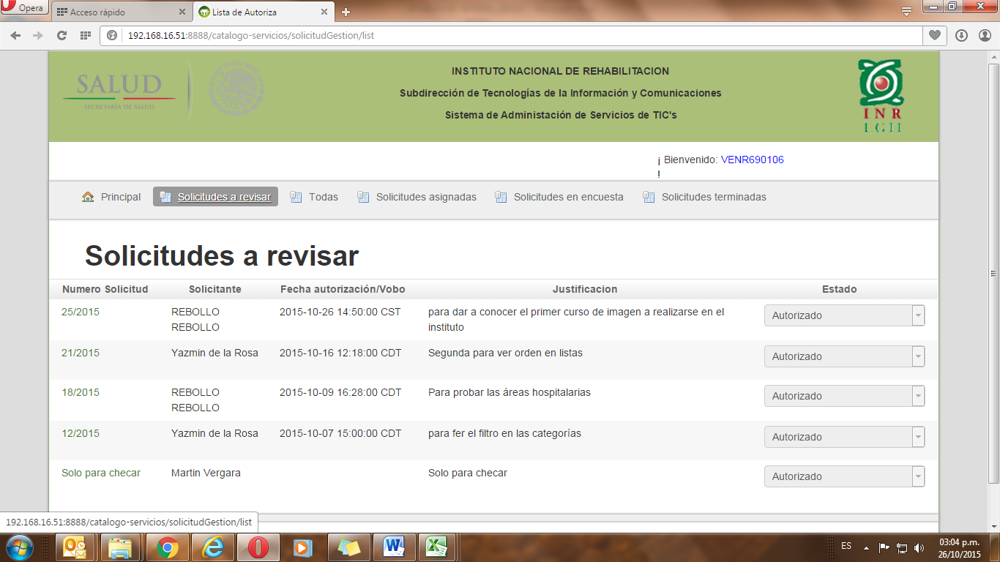 Opera
Acceso rápido
Lista de Autoriza
192.168.16.51:8888/catalogo-servicios/solicitudGestion/list
SALUD
SECRETARÍA DE SALUD
INSTITUTO NACIONAL DE REHABILITACION
Subdirección de Tecnologías de la Información y Comunicaciones
Sistema de Administación de Servicios de TIC's
INR
LGII
¡ Bienvenido: VENR690106
!
Principal
Solicitudes a revisar
Todas
Solicitudes asignadas
Solicitudes en encuesta
Solicitudes terminadas
Solicitudes a revisar
Numero Solicitud Solicitante Fecha autorización/Vobo Justificacion Estado
25/2015 REBOLLO 2015-10-26 14:50:00 CST para dar a conocer el primer curso de imagen a realizarse en el Autorizado
REBOLLO instituto
21/2015 Yazmin de la Rosa 2015-10-16 12:18:00 CDT Segunda para ver orden en listas Autorizado
18/2015 REBOLLO 2015-10-09 16:28:00 CDT Para probar las áreas hospitalarias Autorizado
REBOLLO
12/2015 Yazmin de la Rosa 2015-10-07 15:00:00 CDT para fer el filtro en las categorías Autorizado
Solo para checar Martin Vergara Solo para checar Autorizado
192.168.16.51:8888/catalogo-servicios/solicitudGestion/list
ES
03:04 p.m.
26/10/2015